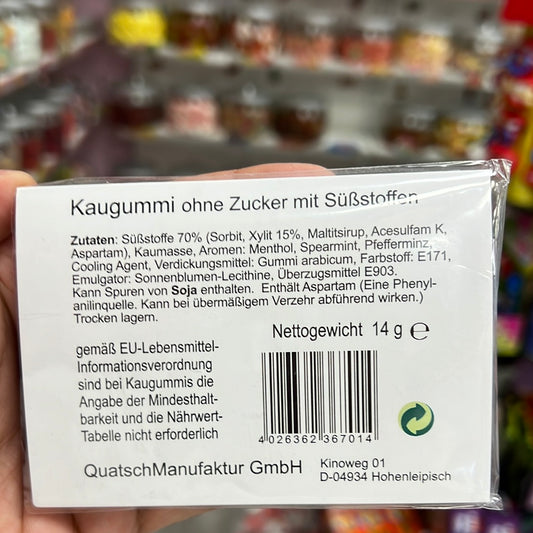 Kaugummi ohne Zucker mit Süßstoffen
Zutaten: Süßstoffe 70% (Sorbit, Xylit 15%, Maltitsirup, Acesulfam K,
Aspartam), Kaumasse, Aromen: Menthol, Spearmint, Pfefferminz,
Cooling Agent, Verdickungsmittel: Gummi arabicum, Farbstoff: E171,
Emulgator: Sonnenblumen-Lecithine, Überzugsmittel E903.
Kann Spuren von Soja enthalten. Enthält Aspartam (Eine Phenyl-
anilinquelle. Kann bei übermäßigem Verzehr abführend wirken.)
Trocken lagern.
Nettogewicht 14 g ℮
gemäß EU-Lebensmittel-
Informationsverordnung
sind bei Kaugummis die
Angabe der Mindesthalt-
barkeit und die Nährwert-
Tabelle nicht erforderlich
4 026362 367014
QuatschManufaktur GmbH
Kinoweg 01
D-04934 Hohenleipisch